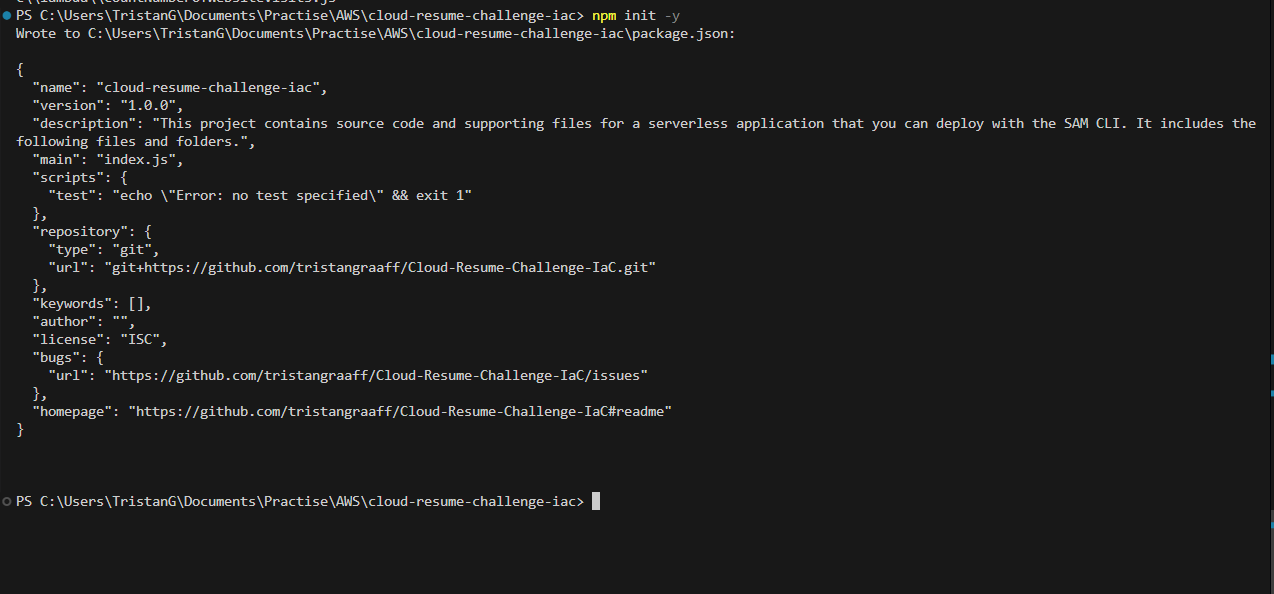 PS C:\Users\TristanG\Documents\Practise\AWS\cloud-resume-challenge-iac> npm init -y
Wrote to C:\Users\TristanG\Documents\Practise\AWS\cloud-resume-challenge-iac\package.json:
{
  "name": "cloud-resume-challenge-iac",
  "version": "1.0.0",
  "description": "This project contains source code and supporting files for a serverless application that you can deploy with the SAM CLI. It includes the
following files and folders.",
  "main": "index.js",
  "scripts": {
    "test": "echo \"Error: no test specified\" && exit 1"
  },
  "repository": {
    "type": "git",
    "url": "git+https://github.com/tristangraaff/Cloud-Resume-Challenge-IaC.git"
  },
  "keywords": [],
  "author": "",
  "license": "ISC",
  "bugs": {
    "url": "https://github.com/tristangraaff/Cloud-Resume-Challenge-IaC/issues"
  },
  "homepage": "https://github.com/tristangraaff/Cloud-Resume-Challenge-IaC#readme"
}
PS C:\Users\TristanG\Documents\Practise\AWS\cloud-resume-challenge-iac>